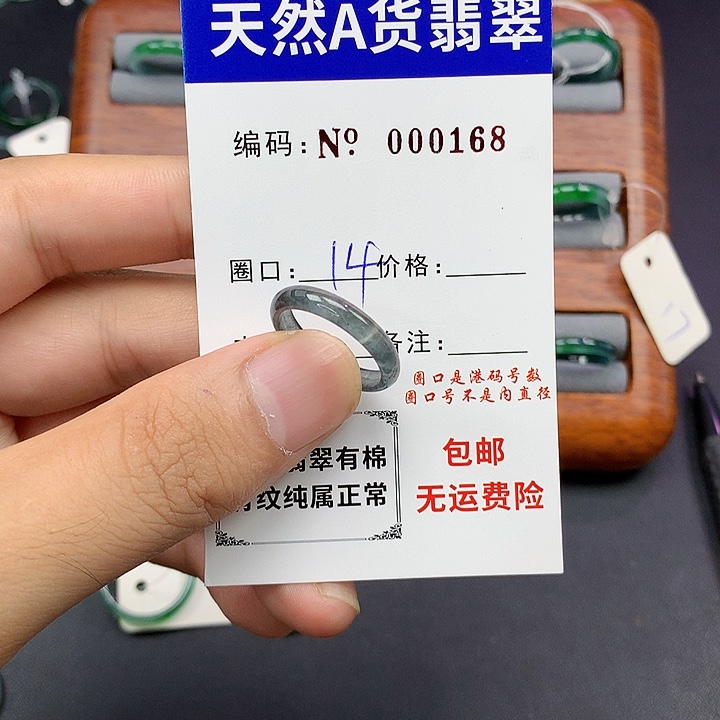 天然A货翡翠
编码:Nº 000168
圈口: 14 价格:
备注:
圈口是港码号数
圈口号不是内直径
翡翠有棉
纹纯属正常
包邮
无运费险